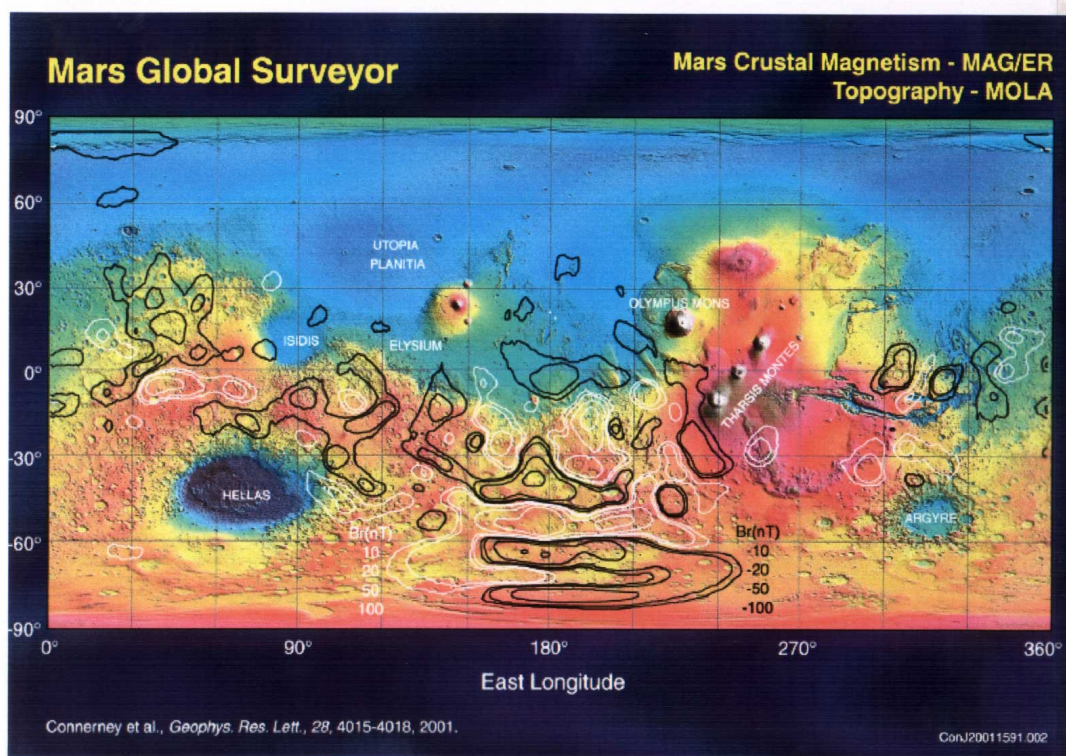 Mars Global Surveyor
Mars Crustal Magnetism - MAG/ER
Topography - MOLA
90°
60°
30°
0°
-30°
-60°
-90°
UTOPIA
PLANITIA
OLYMPUS MONS
ISIDIS
ELYSIUM
THARSIS MONTES
HELLAS
ARGYRE
Br(nT)
10
20
50
100
Br(nT)
-10
-20
-50
-100
0°
90°
180°
270°
360°
East Longitude
Connerney et al., Geophys. Res. Lett., 28, 4015-4018, 2001.
ConJ20011591.002